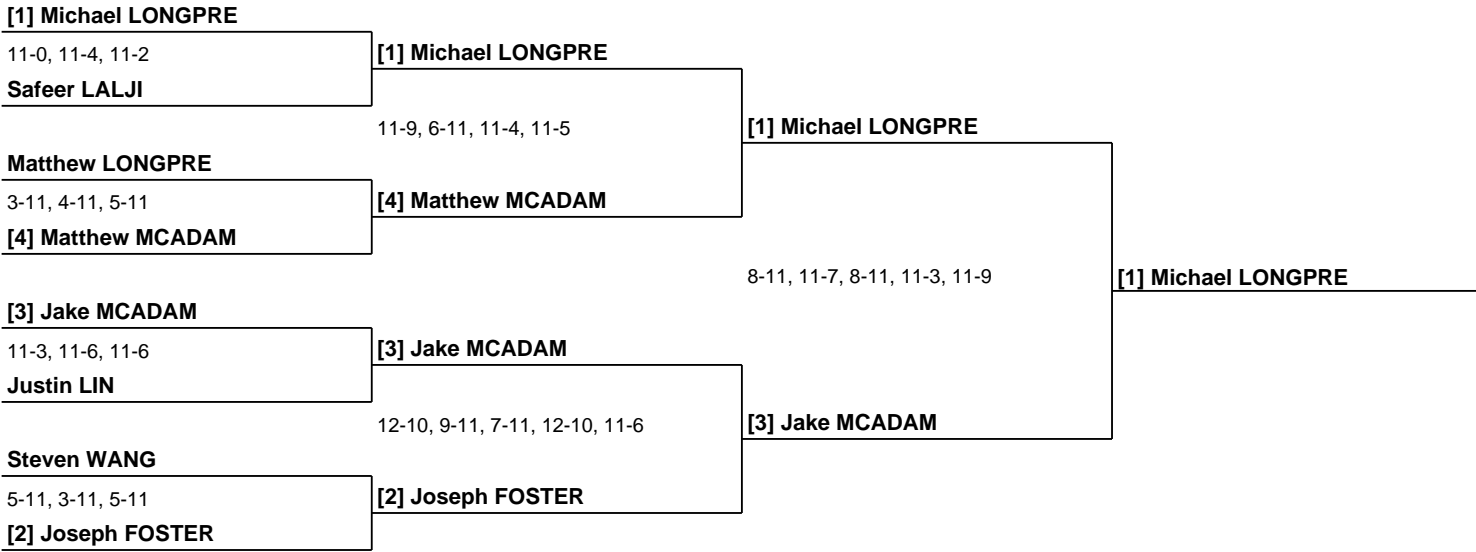 [1] Michael LONGPRE
11-0, 11-4, 11-2
[1] Michael LONGPRE
Safeer LALJI
11-9, 6-11, 11-4, 11-5
[1] Michael LONGPRE
Matthew LONGPRE
3-11, 4-11, 5-11
[4] Matthew MCADAM
[4] Matthew MCADAM
8-11, 11-7, 8-11, 11-3, 11-9
[1] Michael LONGPRE
[3] Jake MCADAM
11-3, 11-6, 11-6
[3] Jake MCADAM
Justin LIN
12-10, 9-11, 7-11, 12-10, 11-6
[3] Jake MCADAM
Steven WANG
5-11, 3-11, 5-11
[2] Joseph FOSTER
[2] Joseph FOSTER